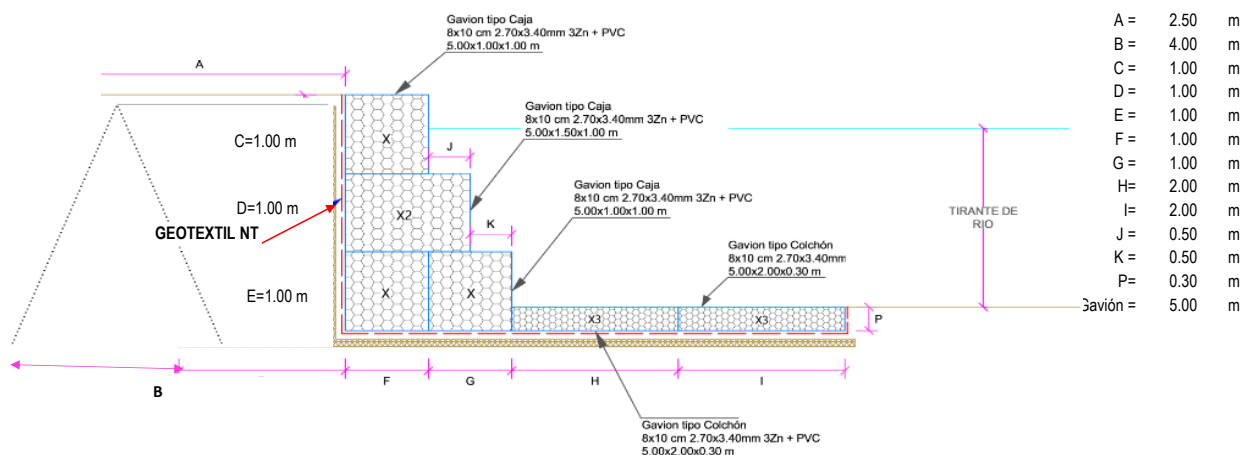 Gavion tipo Caja
8x10 cm 2.70x3.40mm 3Zn + PVC
5.00x1.00x1.00 m
A
Gavion tipo Caja
8x10 cm 2.70x3.40mm 3Zn + PVC
5.00x1.50x1.00 m
C=1.00 m
X
J
Gavion tipo Caja
8x10 cm 2.70x3.40mm 3Zn + PVC
5.00x1.00x1.00 m
D=1.00 m
X2
GEOTEXTIL NT
K
TIRANTE DE
RIO
Gavion tipo Colchón
8x10 cm 2.70x3.40mm
5.00x2.00x0.30 m
E=1.00 m
X
X
X3
X3
P
B
F
G
H
I
Gavion tipo Colchón
8x10 cm 2.70x3.40mm 3Zn + PVC
5.00x2.00x0.30 m
A = 2.50 m
B = 4.00 m
C = 1.00 m
D = 1.00 m
E = 1.00 m
F = 1.00 m
G = 1.00 m
H= 2.00 m
I= 2.00 m
J = 0.50 m
K = 0.50 m
P= 0.30 m
Gavión = 5.00 m